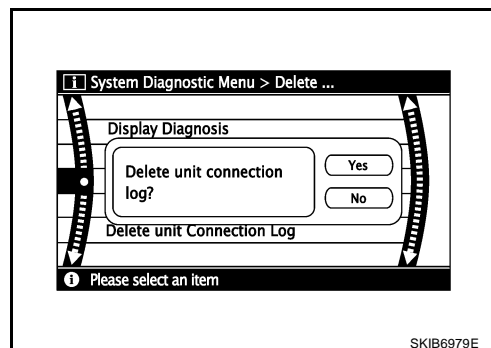 i System Diagnostic Menu > Delete ...
Display Diagnosis
Delete unit connection
log?
Yes
No
Delete unit Connection Log
i Please select an item
SKIB6979E